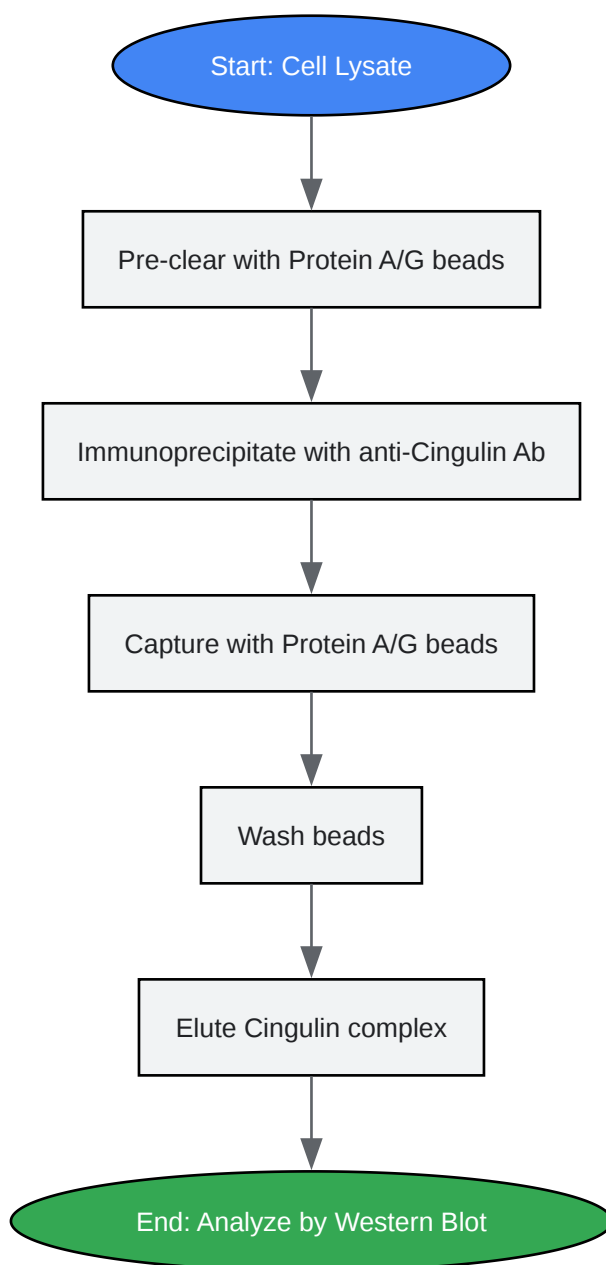 Start: Cell Lysate
Pre-clear with Protein A/G beads
Immunoprecipitate with anti-Cingulin Ab
Capture with Protein A/G beads
Wash beads
Elute Cingulin complex
End: Analyze by Western Blot